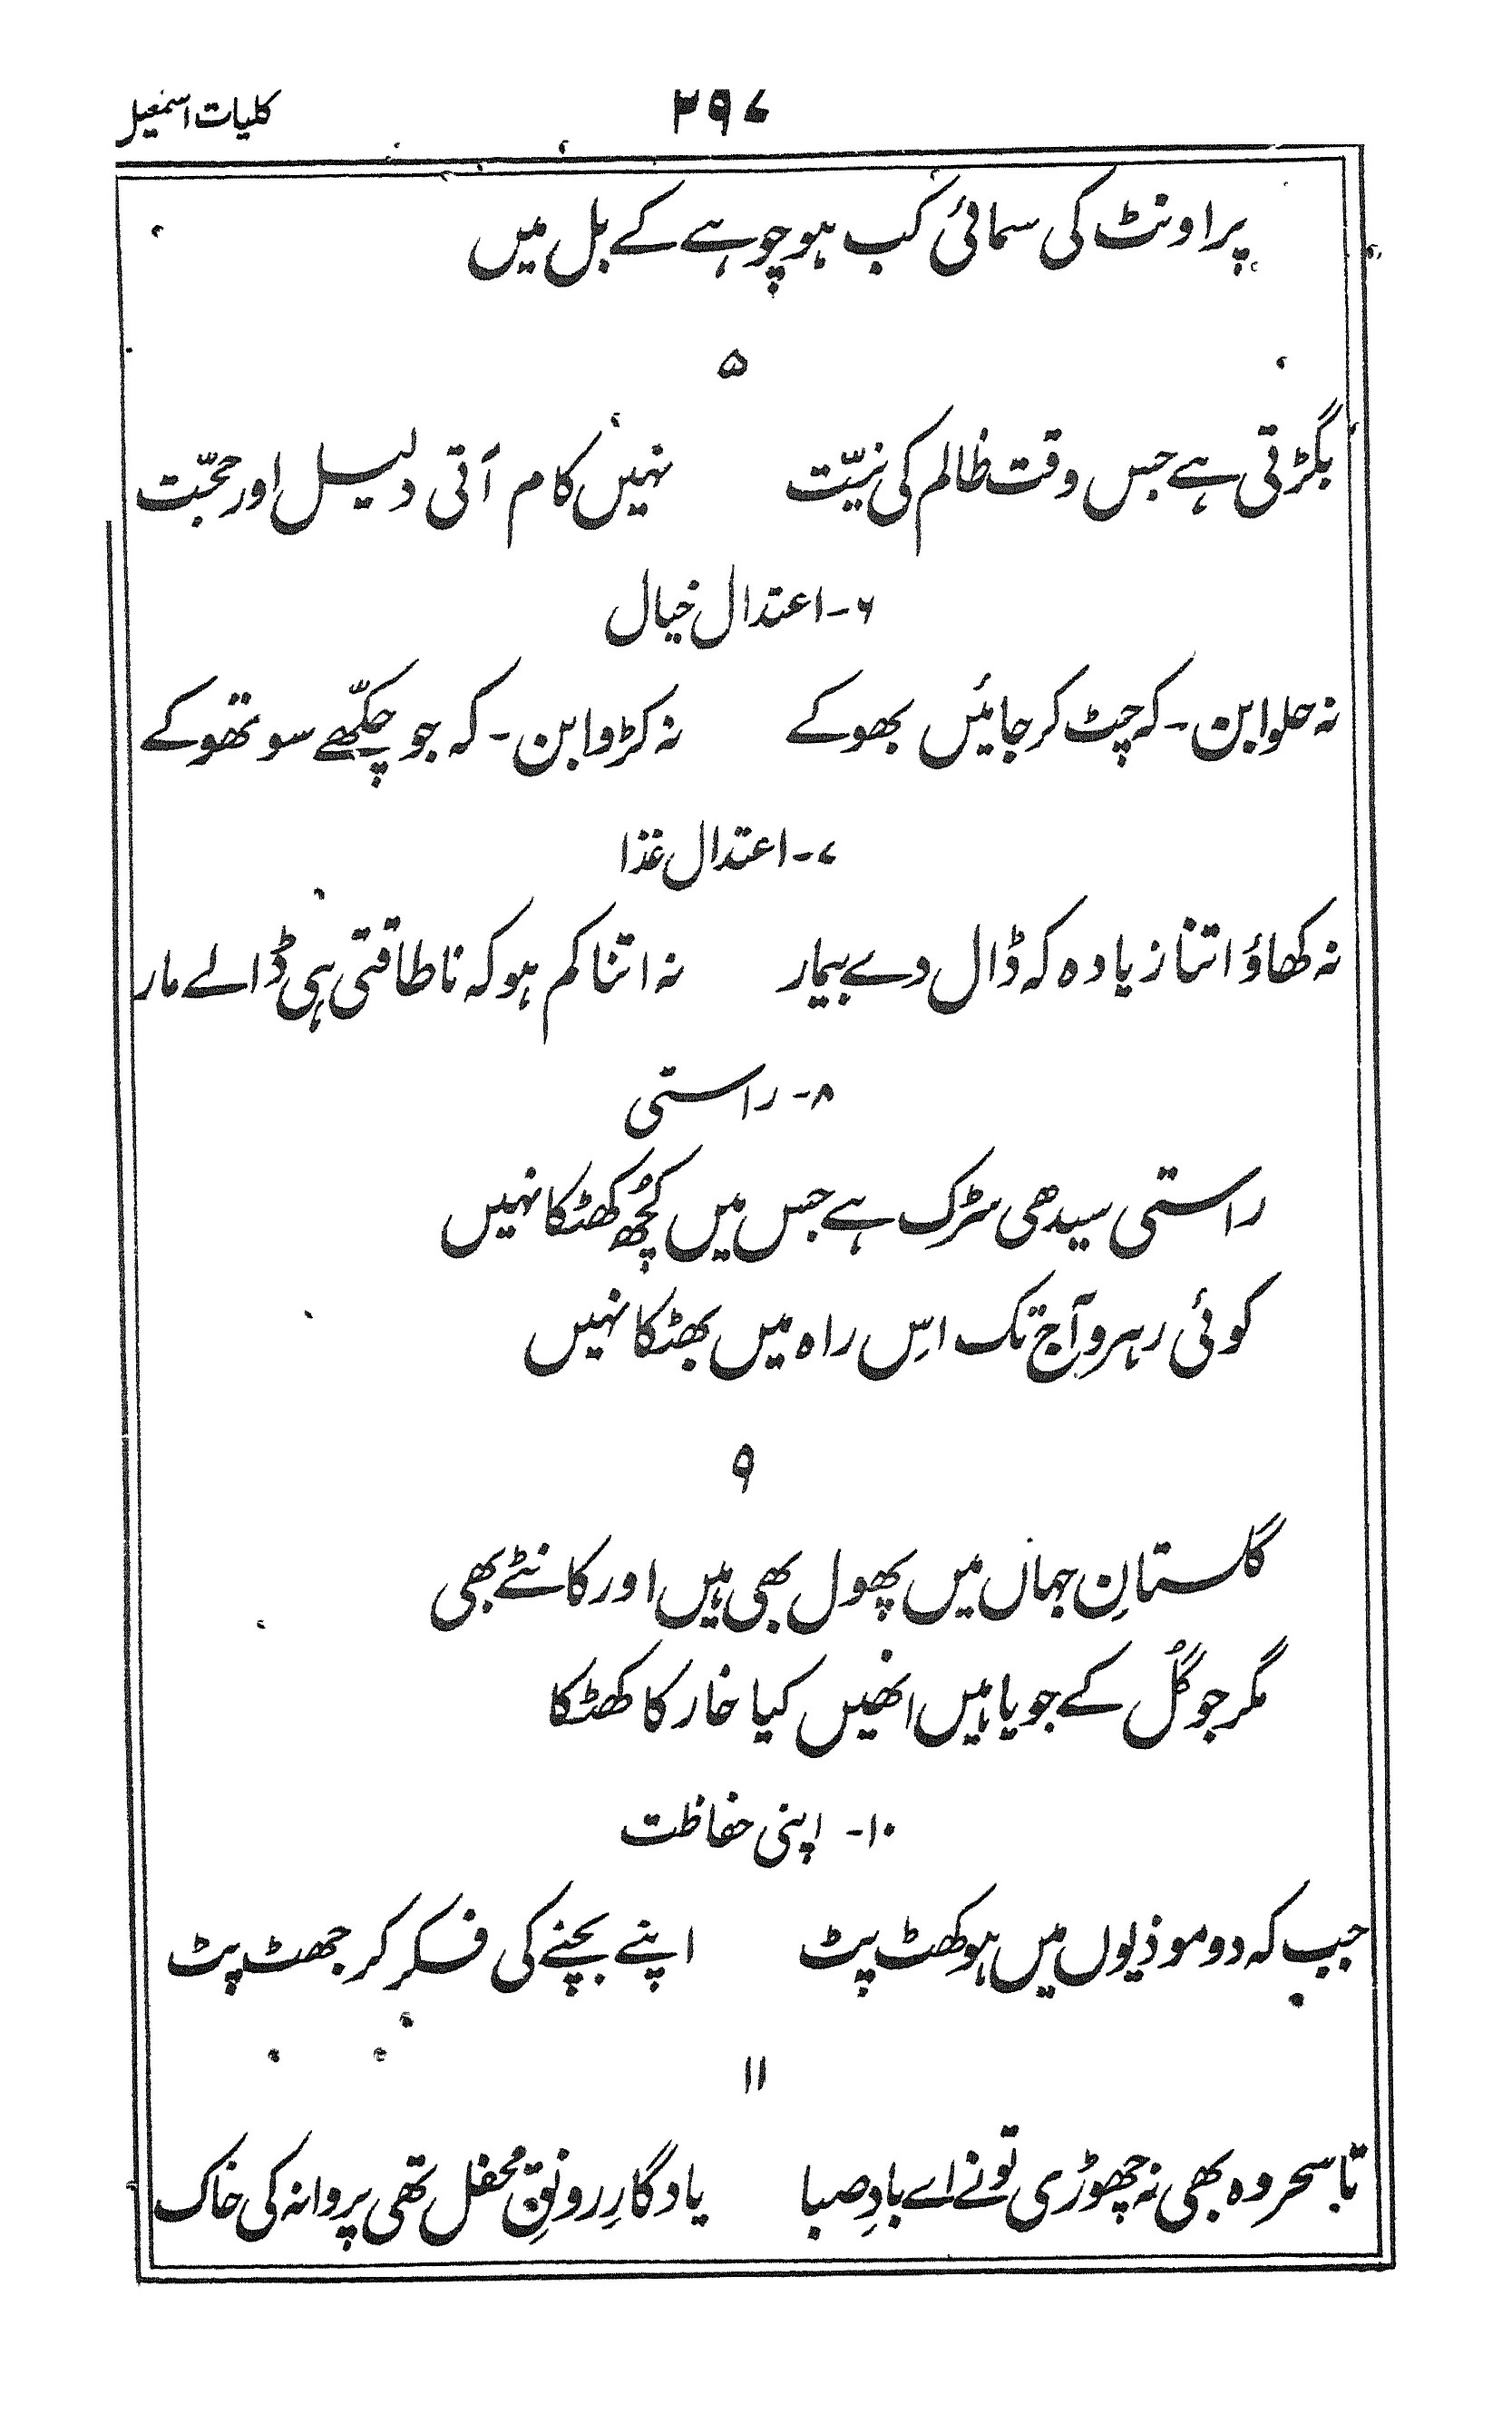 کلیات اسمٰعیل ۲۹۷
پر اونٹ کی سمائی کب ہو چوہے کے بل میں
۵
بگڑتی ہے جس وقت ظالم کی نیّت نہیں کام آتی دلیل اور حجّت
۶۔ اعتدال خیال
نہ حلوا بن۔ کہ چٹ کر جائیں بھوکے نہ کڑوا بن۔ کہ جو چکّھے سو تھوکے
۷۔ اعتدال غذا
نہ کھاؤ اتنا زیادہ کہ ڈال دے بیمار نہ اتنا کم ہو کہ ناطاقتی ہی ڈالے مار
۸۔ راستی
راستی سیدھی سڑک ہے جس میں کُچھ کھٹکا نہیں
کوئی رہرو آج تک اِس راہ میں بھٹکا نہیں
۹
گلستانِ جہاں میں پھول بھی ہیں اور کانٹے بھی
مگر جو گُل کے جویا ہیں انھیں کیا خار کا کھٹکا
۱۰۔ اپنی حفاظت
جب کہ دو موذیوں میں ہو کھٹ پٹ اپنے بچنے کی فکر کر جھٹ پٹ
۱۱
تا سحر وہ بھی نہ چھوڑی تو نے اے بادِ صبا یادگارِ رونقِ محفل تھی پروانہ کی خاک